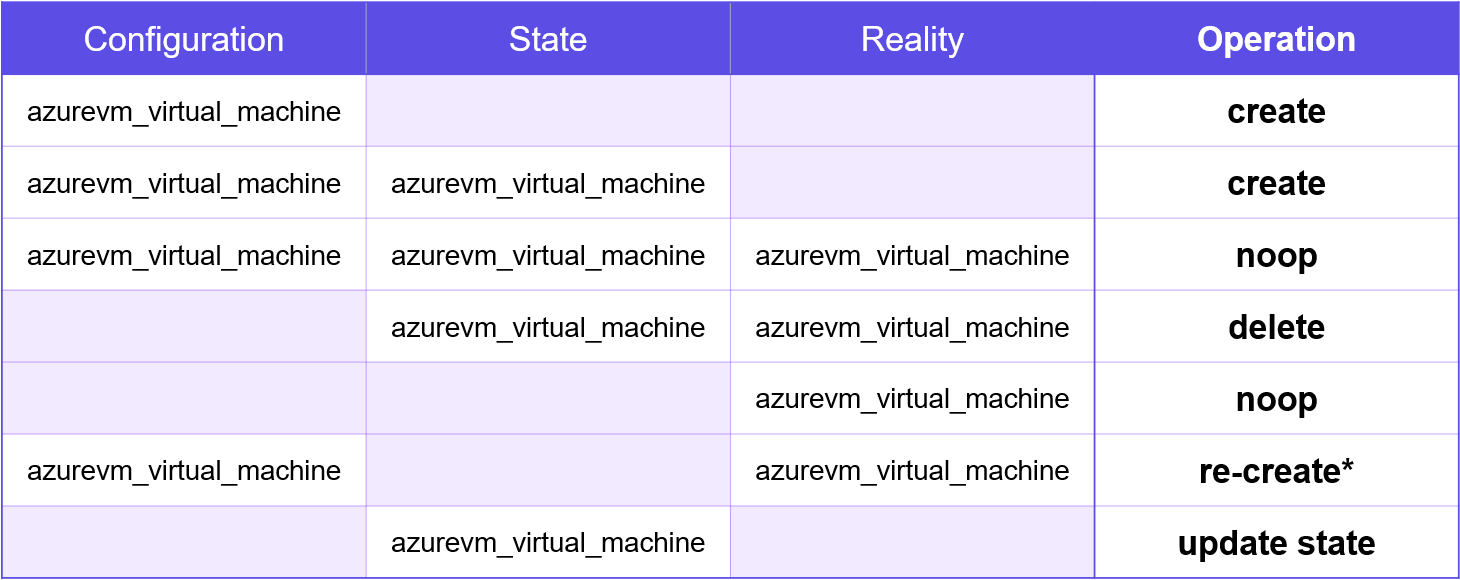 Configuration State Reality Operation
azurevm_virtual_machine create
azurevm_virtual_machine azurevm_virtual_machine create
azurevm_virtual_machine azurevm_virtual_machine azurevm_virtual_machine noop
azurevm_virtual_machine azurevm_virtual_machine delete
azurevm_virtual_machine noop
azurevm_virtual_machine azurevm_virtual_machine re-create*
azurevm_virtual_machine update state